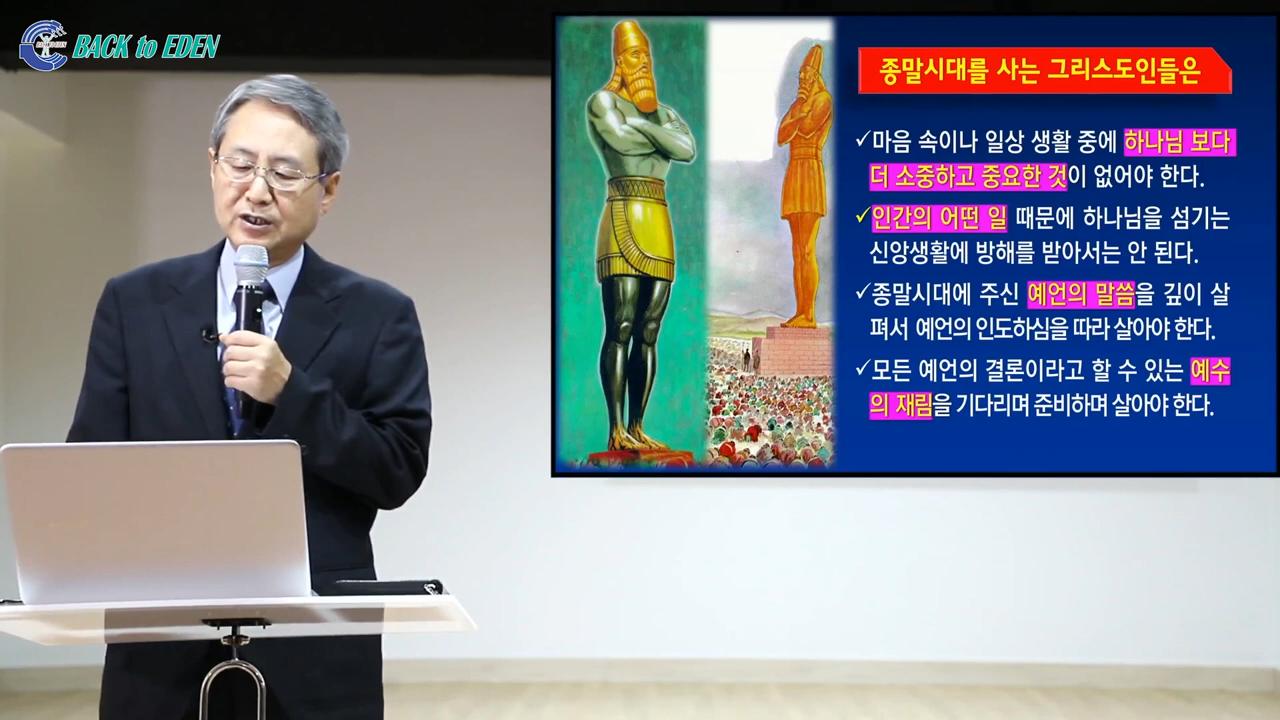 BACK to EDEN
종말시대를 사는 그리스도인들은
✓마음 속이나 일상 생활 중에 하나님 보다
더 소중하고 중요한 것이 없어야 한다.
✓인간의 어떤 일 때문에 하나님을 섬기는
신앙생활에 방해를 받아서는 안 된다.
✓종말시대에 주신 예언의 말씀을 깊이 살
펴서 예언의 인도하심을 따라 살아야 한다.
✓모든 예언의 결론이라고 할 수 있는 예수
의 재림을 기다리며 준비하며 살아야 한다.